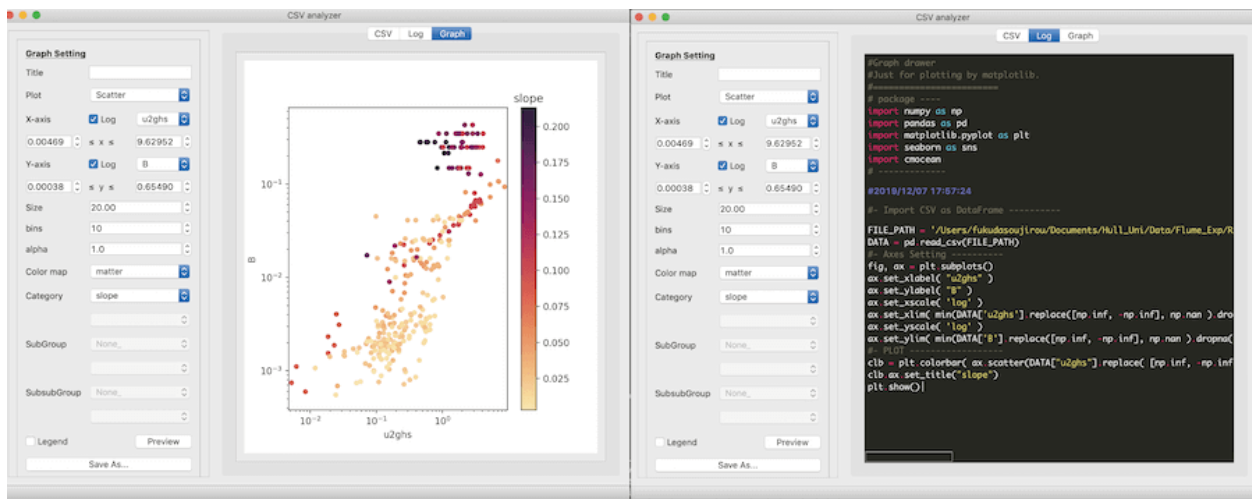 CSV analyzer
CSV Log Graph
Graph Setting
Title
Plot Scatter
X-axis Log u2ghs
0.00469 ≤ x ≤ 9.62952
Y-axis Log B
0.00038 ≤ y ≤ 0.65490
Size 20.00
bins 10
alpha 1.0
Color map matter
Category slope
SubGroup None_
SubsubGroup None_
Legend Preview
Save As...
slope
0.200
0.175
0.150
0.125
0.100
0.075
0.050
0.025
10⁻¹
10⁻²
10⁻³
B
10⁻² 10⁻¹ 10⁰
u2ghs
CSV analyzer
CSV Log Graph
Graph Setting
Title
Plot Scatter
X-axis Log u2ghs
0.00469 ≤ x ≤ 9.62952
Y-axis Log B
0.00038 ≤ y ≤ 0.65490
Size 20.00
bins 10
alpha 1.0
Color map matter
Category slope
SubGroup None_
SubsubGroup None_
Legend Preview
Save As...
#Graph drawer
#Just for plotting by matplotlib.
#========================
# package ----
import numpy as np
import pandas as pd
import matplotlib.pyplot as plt
import seaborn as sns
import cmocean
# -------------
#2019/12/07 17:57:24
#- Import CSV as DataFrame ----------
FILE_PATH = '/Users/fukudasoujirou/Documents/Hull_Uni/Data/Flume_Exp/R
DATA = pd.read_csv(FILE_PATH)
#- Axes Setting ----------
fig, ax = plt.subplots()
ax.set_xlabel( "u2ghs" )
ax.set_ylabel( "B" )
ax.set_xscale( 'log' )
ax.set_xlim( min(DATA['u2ghs'].replace([np.inf, -np.inf], np.nan ).dro
ax.set_yscale( 'log' )
ax.set_ylim( min(DATA['B'].replace([np.inf, -np.inf], np.nan ).dropna(
#- PLOT ------------------
clb = plt.colorbar( ax.scatter(DATA["u2ghs"].replace( [np.inf, -np.inf
clb.ax.set_title("slope")
plt.show()